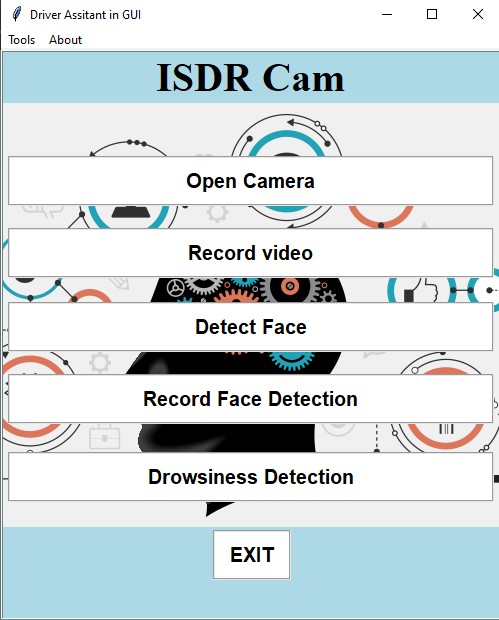 Driver Assitant in GUI
Tools About
ISDR Cam
Open Camera
Record video
Detect Face
Record Face Detection
Drowsiness Detection
EXIT